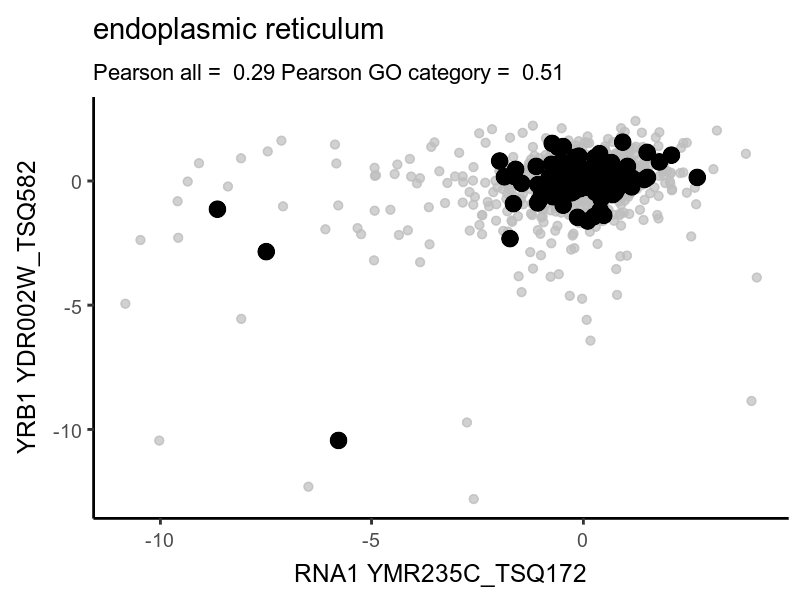 endoplasmic reticulum
Pearson all =  0.29 Pearson GO category =  0.51
YRB1 YDR002W_TSQ582
0
-5
-10
-10
-5
0
RNA1 YMR235C_TSQ172